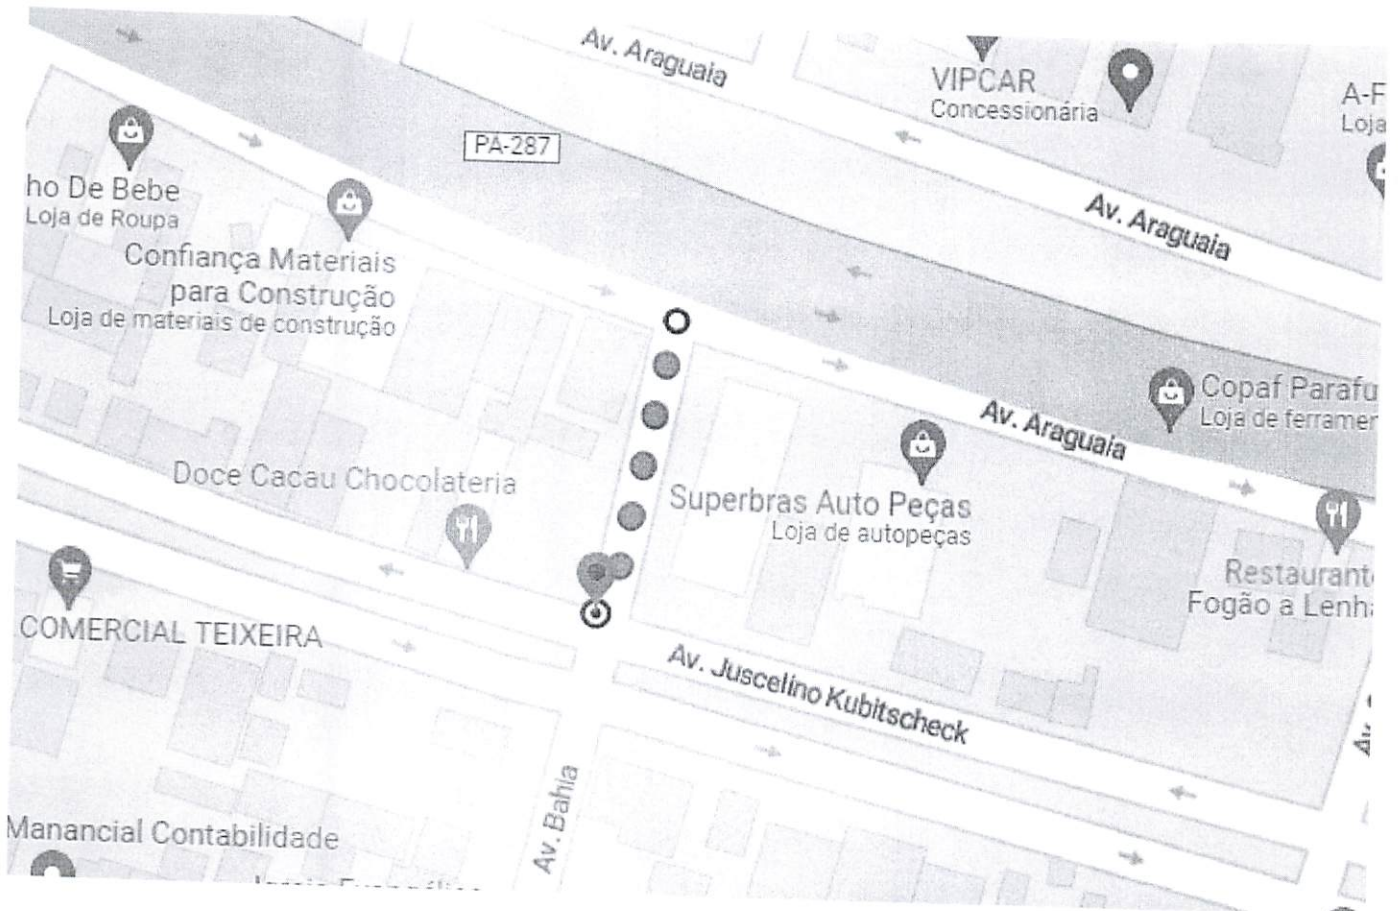 Av. Araguaia
VIPCAR
Concessionária
A-F
Loja
PA-287
ho De Bebe
Loja de Roupa
Av. Araguaia
Confiança Materiais
para Construção
Loja de materiais de construção
Copaf Parafu
Loja de ferramen
Av. Araguaia
Doce Cacau Chocolateria
Superbras Auto Peças
Loja de autopeças
Restaurant
Fogão a Lenh
COMERCIAL TEIXEIRA
Av. Juscelino Kubitscheck
Av.
Av. Bahia
Manancial Contabilidade